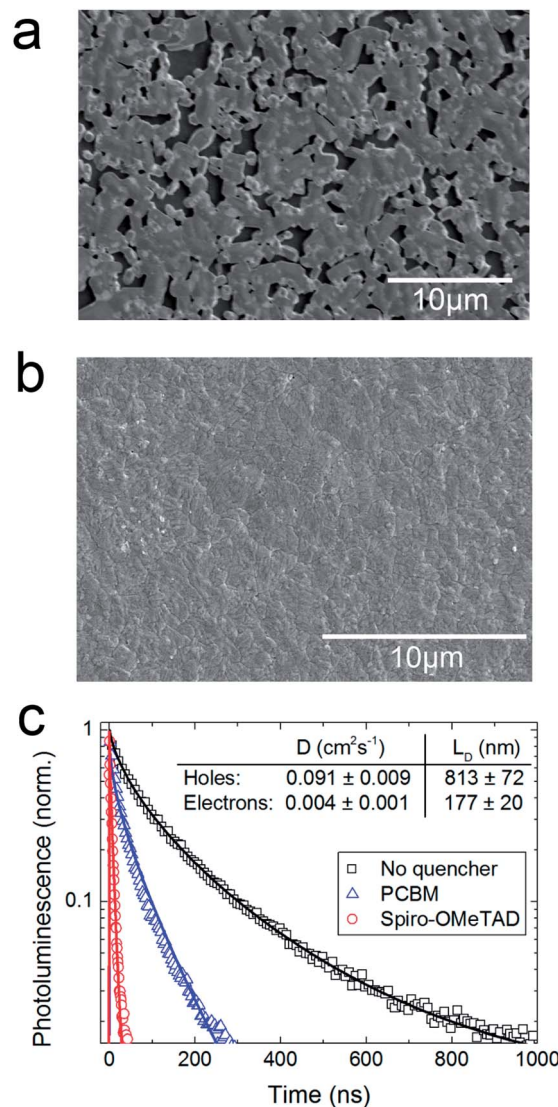 a
10μm
b
10μm
c
D (cm²s⁻¹) L_D (nm)
Holes: 0.091 ± 0.009 813 ± 72
Electrons: 0.004 ± 0.001 177 ± 20
No quencher
PCBM
Spiro-OMeTAD
1
0.1
Photoluminescence (norm.)
0 200 400 600 800 1000
Time (ns)